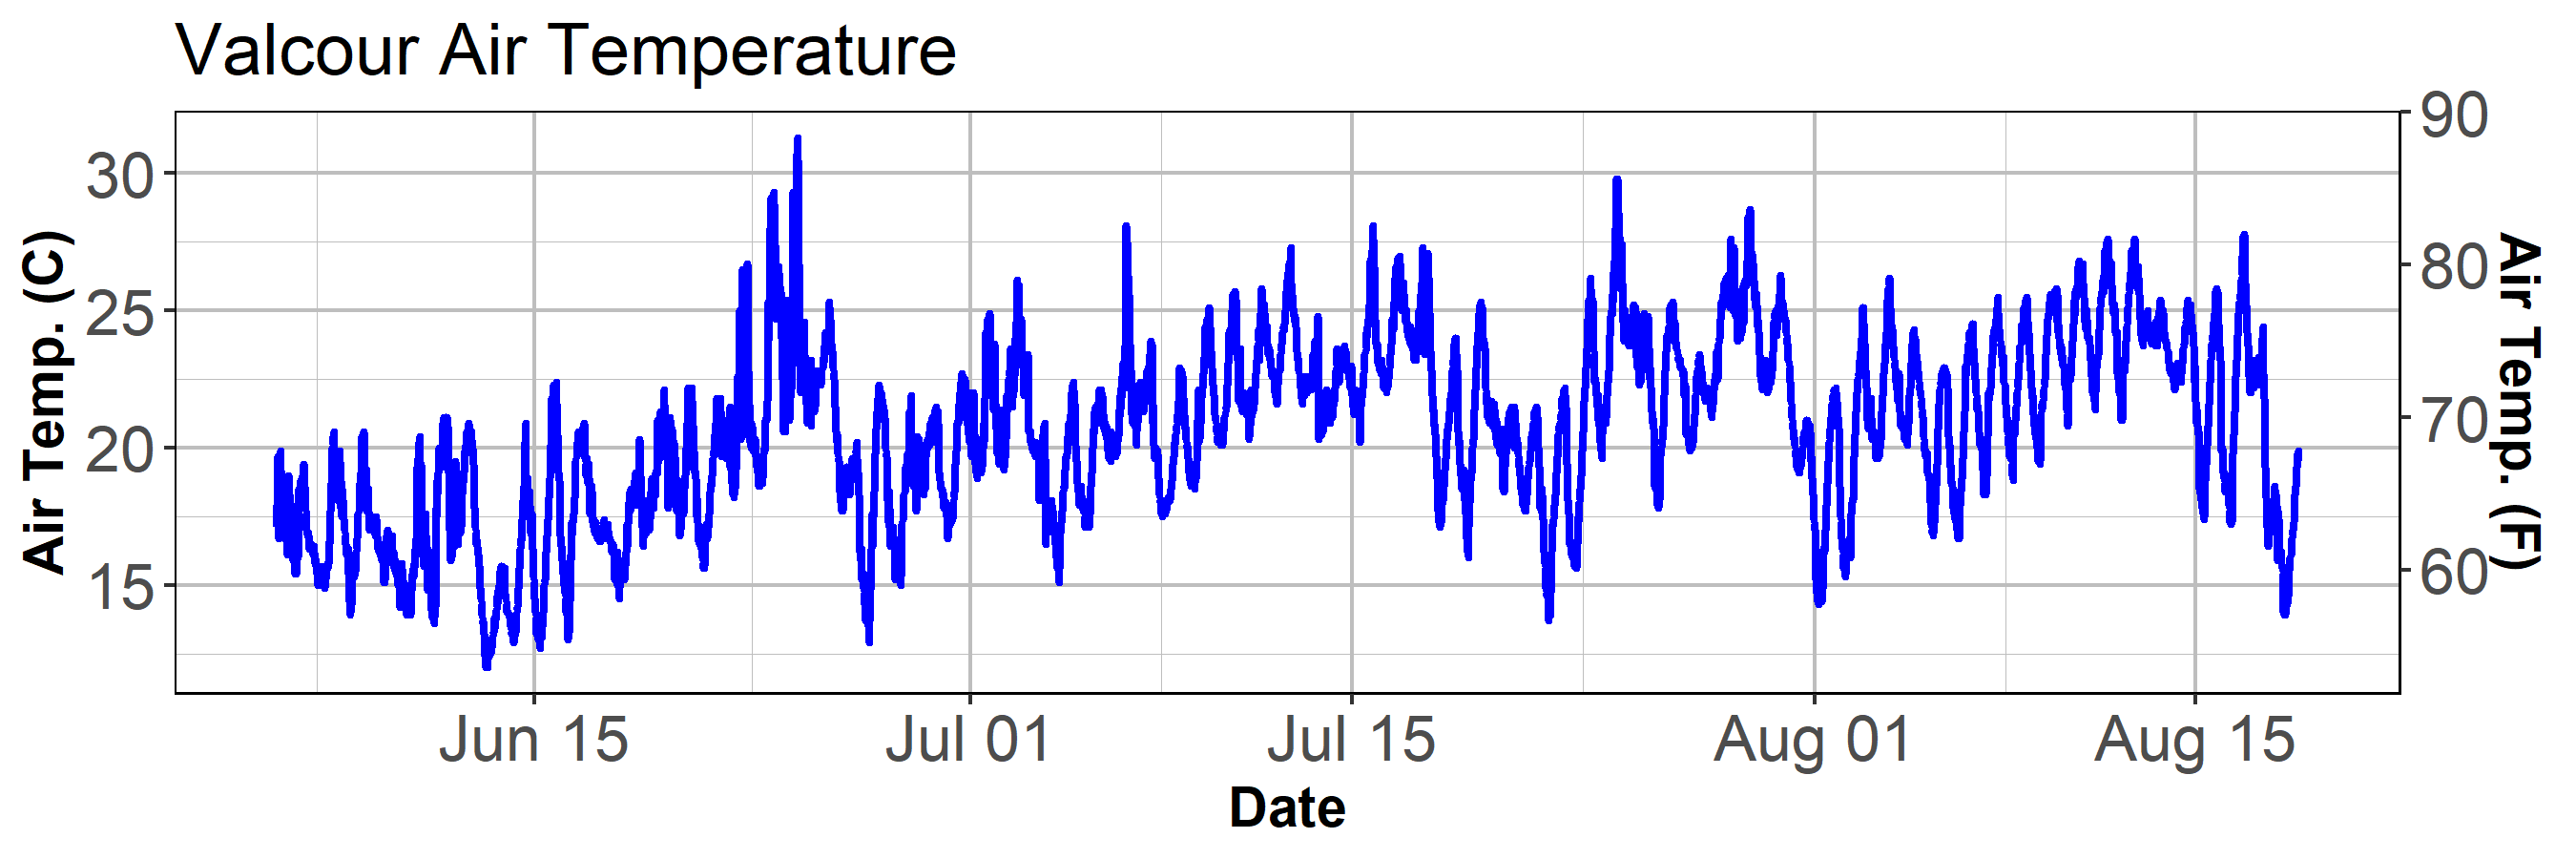 Valcour Air Temperature
Air Temp. (C)
30
25
20
15
90
80
70
60
Air Temp. (F)
Jun 15
Jul 01
Jul 15
Aug 01
Aug 15
Date